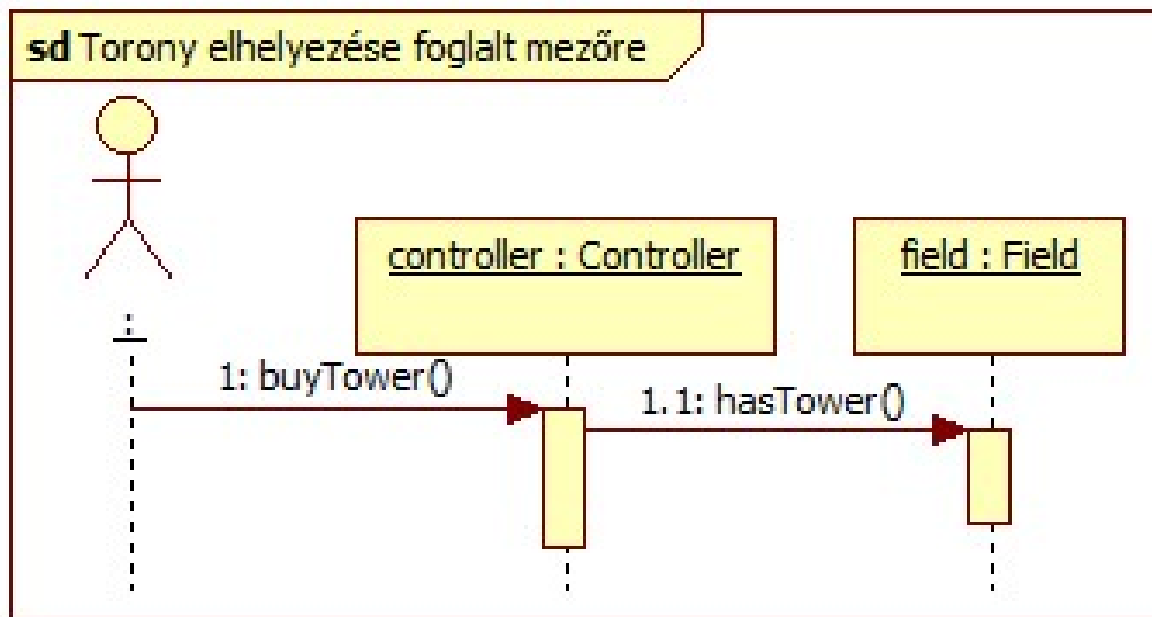 sd Torony elhelyezése foglalt mezőre
controller : Controller
field : Field
:
1: buyTower()
1.1: hasTower()